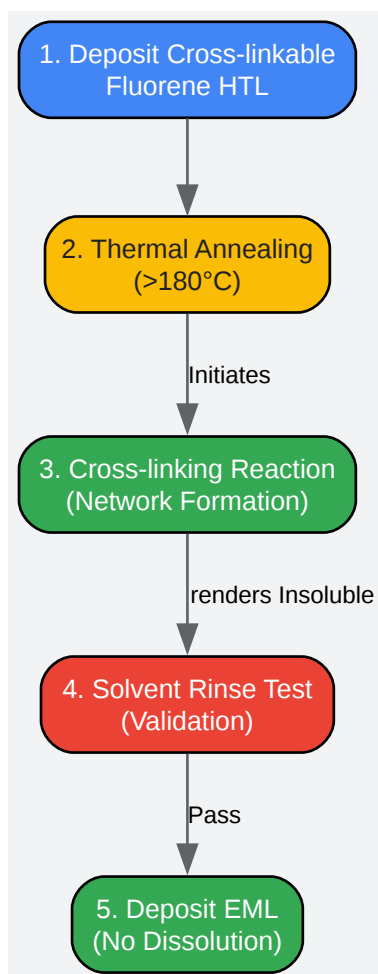 1. Deposit Cross-linkable
Fluorene HTL
2. Thermal Annealing
(>180°C)
Initiates
3. Cross-linking Reaction
(Network Formation)
renders Insoluble
4. Solvent Rinse Test
(Validation)
Pass
5. Deposit EML
(No Dissolution)